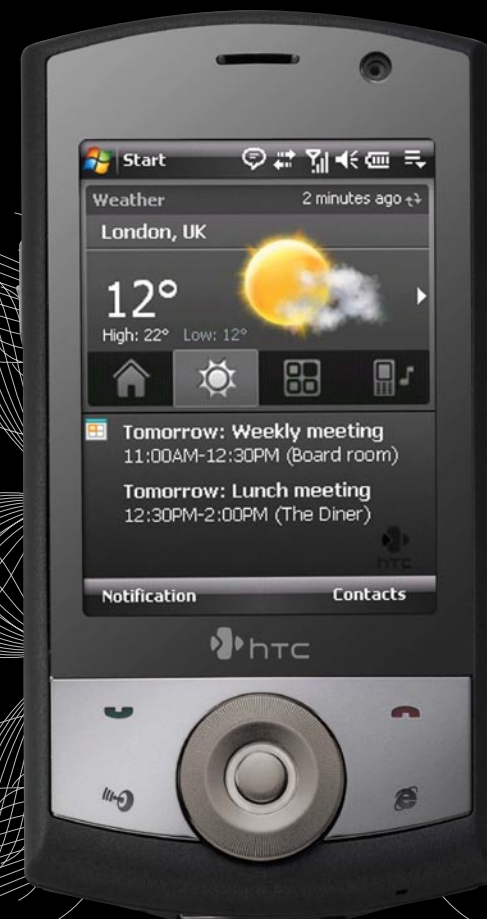 Start
Weather 2 minutes ago
London, UK
12°
High: 22° Low: 12°
Tomorrow: Weekly meeting
11:00AM-12:30PM (Board room)
Tomorrow: Lunch meeting
12:30PM-2:00PM (The Diner)
hTC
Notification Contacts
hTC